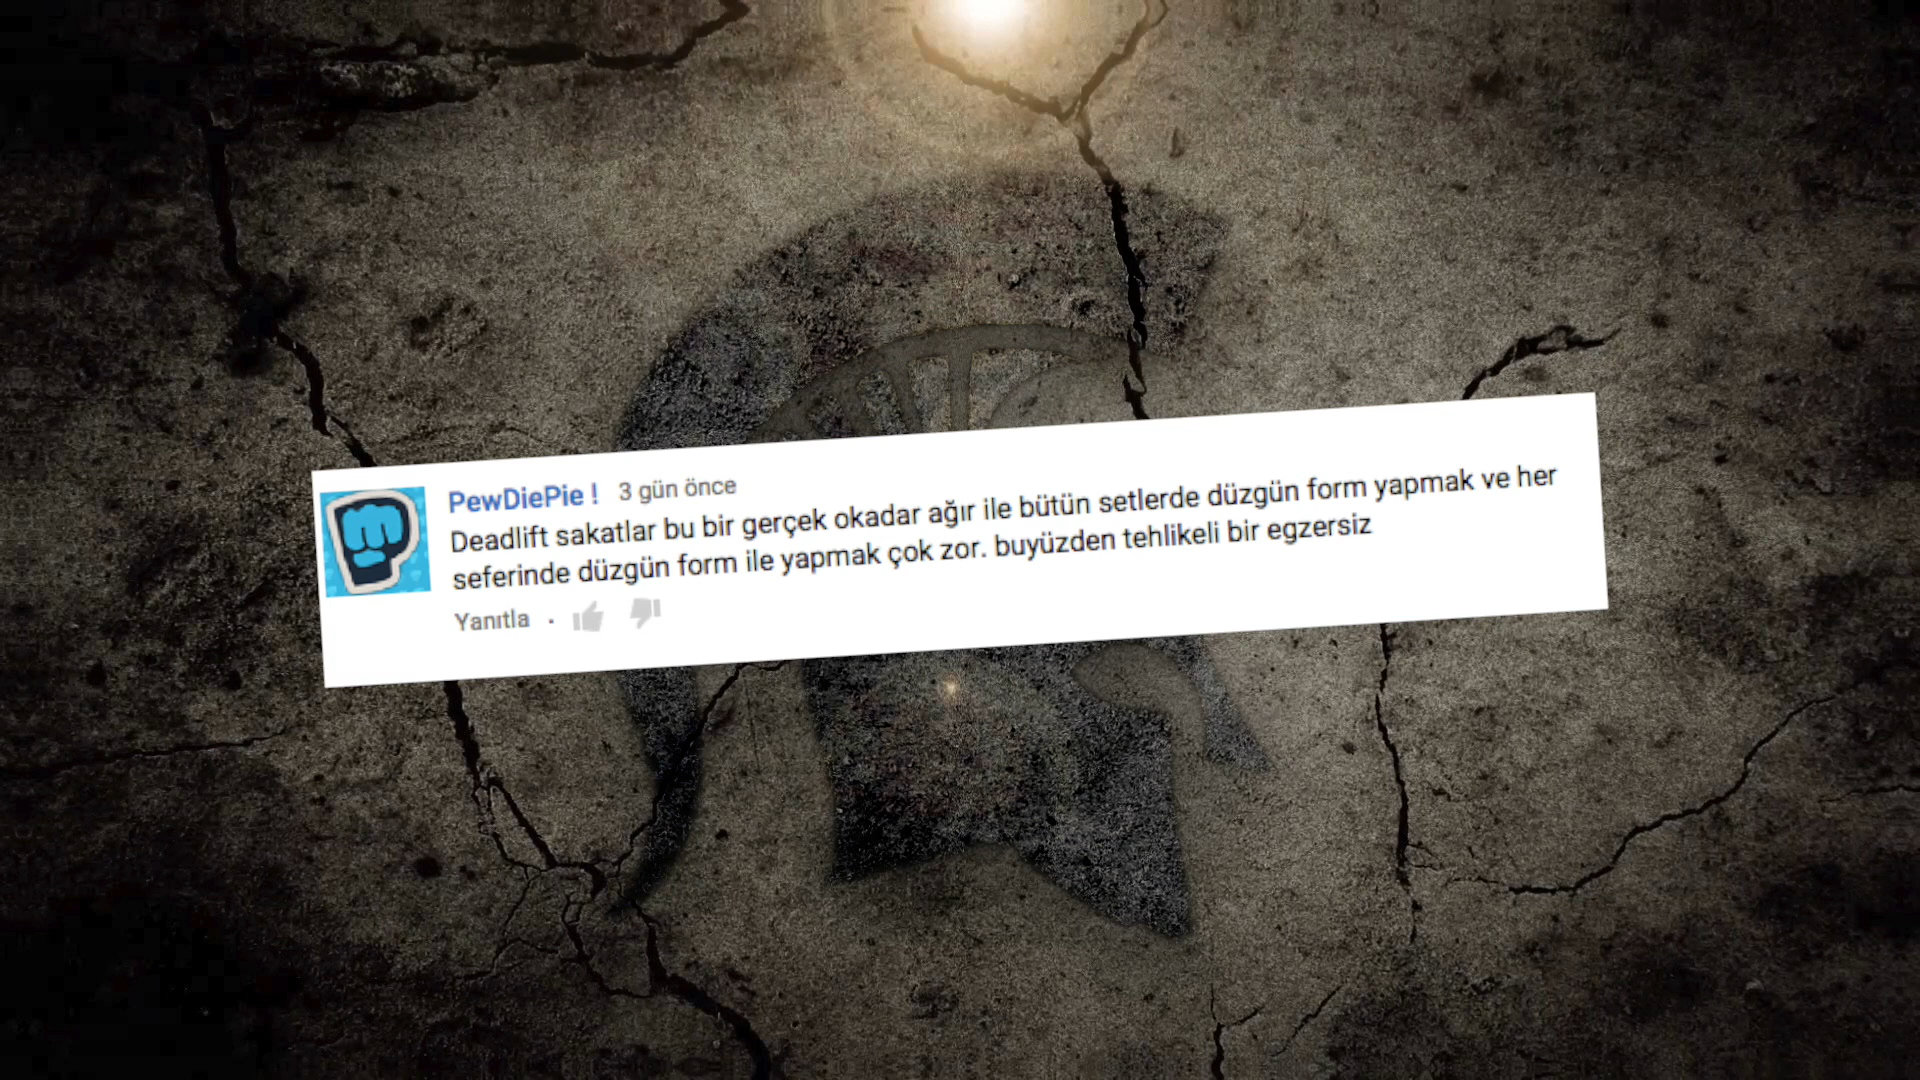 PewDiePie ! 3 gün önce
Deadlift sakatlar bu bir gerçek okadar ağır ile bütün setlerde düzgün form yapmak ve her
seferinde düzgün form ile yapmak çok zor. buyüzden tehlikeli bir egzersiz
Yanıtla ·